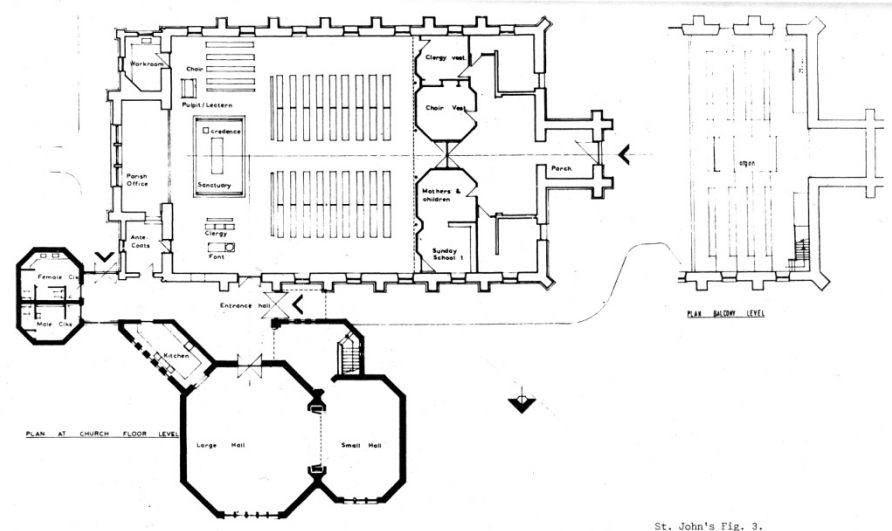 Workroom
Choir
Pulpit/Lectern
credence
Sanctuary
Parish
Office
Ante.
Coats
Clergy
Font
Clergy vest.
Choir Vest.
Mothers &
children
Sunday
School 1
Porch.
organ
PLAN BALCONY LEVEL
Female Clks
Male Clks
Entrance hall
Kitchen
Large Hall
Small Hall
PLAN AT CHURCH FLOOR LEVEL
St. John's Fig. 3.